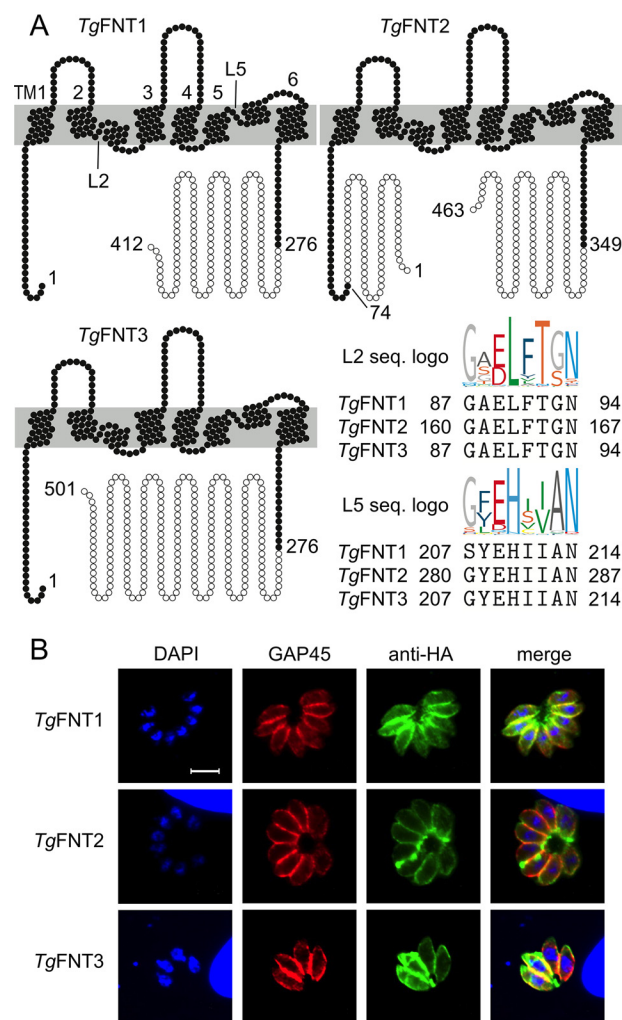 A
TgFNT1
TgFNT2
TM1 2 3 4 5 L5 6
L2
412
276
1
463
349
1
74
TgFNT3
501
276
1
L2 seq. logo
TgFNT1 87 GAELFTGN 94
TgFNT2 160 GAELFTGN 167
TgFNT3 87 GAELFTGN 94
L5 seq. logo
TgFNT1 207 SYEHIIAN 214
TgFNT2 280 GYEHIIAN 287
TgFNT3 207 GYEHIIAN 214
B
DAPI GAP45 anti-HA merge
TgFNT1
TgFNT2
TgFNT3